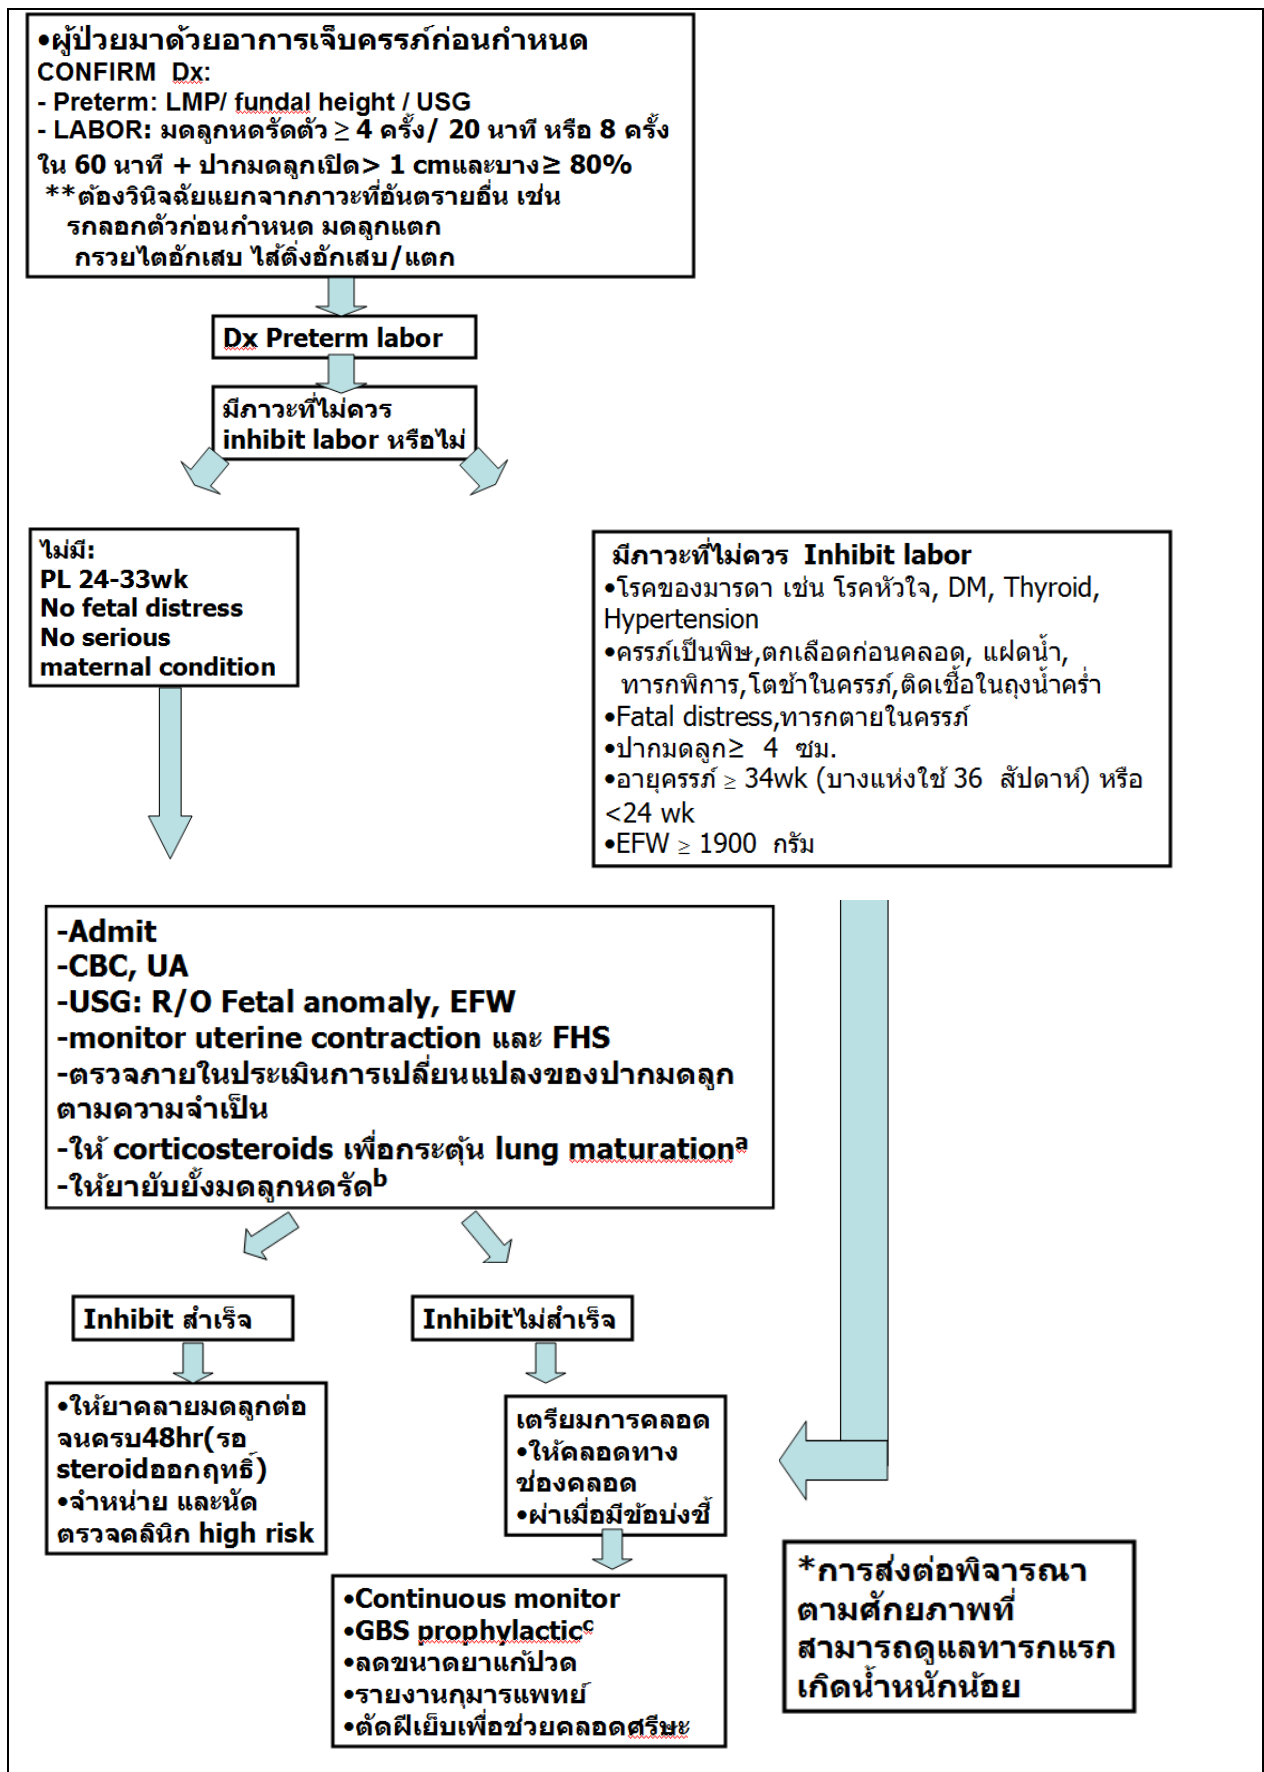 •ผู้ป่วยมาด้วยอาการเจ็บครรภ์ก่อนกำหนด
CONFIRM Dx:
- Preterm: LMP/ fundal height / USG
- LABOR: มดลูกหดรัดตัว ≥ 4 ครั้ง/ 20 นาที หรือ 8 ครั้ง
ใน 60 นาที + ปากมดลูกเปิด> 1 cmและบาง≥ 80%
**ต้องวินิจฉัยแยกจากภาวะที่อันตรายอื่น เช่น
รกลอกตัวก่อนกำหนด มดลูกแตก
กรวยไตอักเสบ ไส้ติ่งอักเสบ/แตก
Dx Preterm labor
มีภาวะที่ไม่ควร
inhibit labor หรือไม่
ไม่มี:
PL 24-33wk
No fetal distress
No serious
maternal condition
มีภาวะที่ไม่ควร Inhibit labor
•โรคของมารดา เช่น โรคหัวใจ, DM, Thyroid,
Hypertension
•ครรภ์เป็นพิษ,ตกเลือดก่อนคลอด, แฝดน้ำ,
ทารกพิการ,โตช้าในครรภ์,ติดเชื้อในถุงน้ำคร่ำ
•Fatal distress,ทารกตายในครรภ์
•ปากมดลูก≥ 4 ซม.
•อายุครรภ์ ≥ 34wk (บางแห่งใช้ 36 สัปดาห์) หรือ
<24 wk
•EFW ≥ 1900 กรัม
-Admit
-CBC, UA
-USG: R/O Fetal anomaly, EFW
-monitor uterine contraction และ FHS
-ตรวจภายในประเมินการเปลี่ยนแปลงของปากมดลูก
ตามความจำเป็น
-ให้ corticosteroids เพื่อกระตุ้น lung maturationᵃ
-ให้ยายับยั้งมดลูกหดรัดᵇ
Inhibit สำเร็จ
Inhibitไม่สำเร็จ
•ให้ยาคลายมดลูกต่อ
จนครบ48hr(รอ
steroidออกฤทธิ์)
•จำหน่าย และนัด
ตรวจคลินิก high risk
เตรียมการคลอด
•ให้คลอดทาง
ช่องคลอด
•ผ่าเมื่อมีข้อบ่งชี้
•Continuous monitor
•GBS prophylacticᶜ
•ลดขนาดยาแก้ปวด
•รายงานกุมารแพทย์
•ตัดฝีเย็บเพื่อช่วยคลอดศรีษะ
*การส่งต่อพิจารณา
ตามศักยภาพที่
สามารถดูแลทารกแรก
เกิดน้ำหนักน้อย